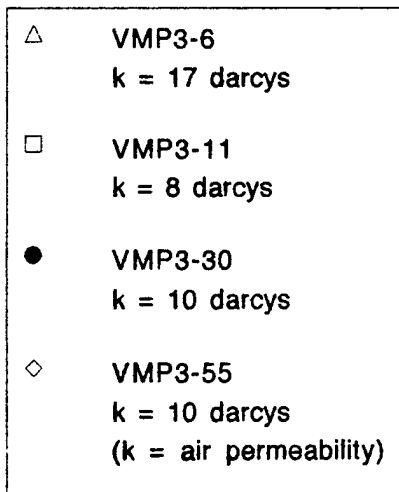 VMP3-6
k = 17 darcys
VMP3-11
k = 8 darcys
VMP3-30
k = 10 darcys
VMP3-55
k = 10 darcys
(k = air permeability)